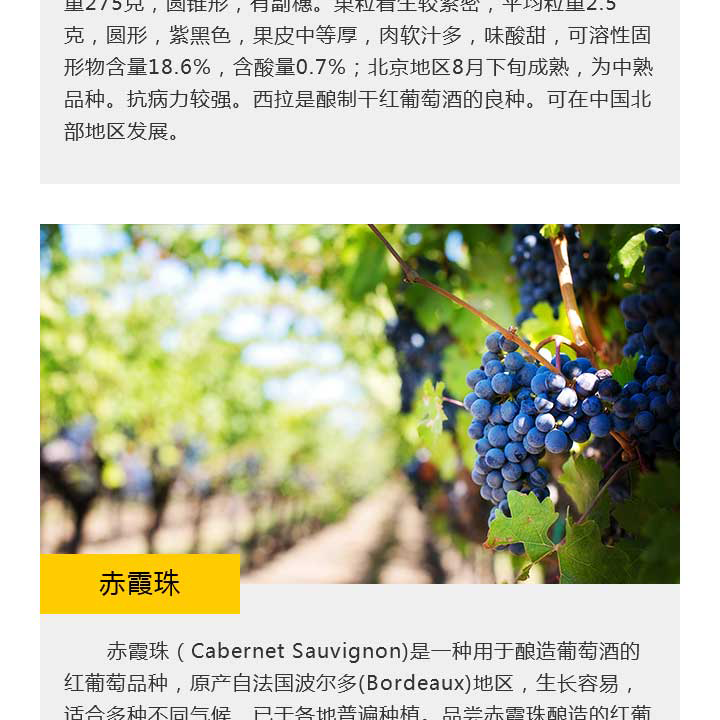 重275克，圆锥形，有副穗。果粒着生较紧密，平均粒重2.5
克，圆形，紫黑色，果皮中等厚，肉软汁多，味酸甜，可溶性固
形物含量18.6%，含酸量0.7%；北京地区8月下旬成熟，为中熟
品种。抗病力较强。西拉是酿制干红葡萄酒的良种。可在中国北
部地区发展。
赤霞珠
赤霞珠（Cabernet Sauvignon)是一种用于酿造葡萄酒的
红葡萄品种，原产自法国波尔多(Bordeaux)地区，生长容易，
适合多种不同气候，已于各地普遍种植。品尝赤霞珠酿造的红葡